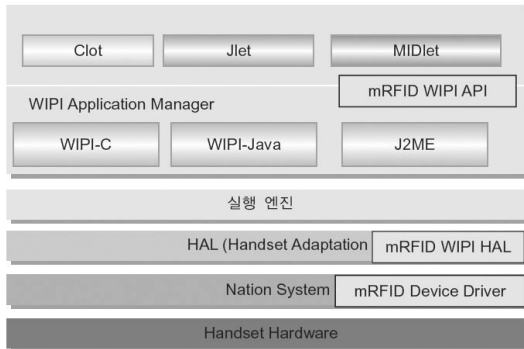 Clot Jlet MIDlet
mRFID WIPI API
WIPI Application Manager
WIPI-C WIPI-Java J2ME
실행 엔진
HAL (Handset Adaptation mRFID WIPI HAL
Nation System mRFID Device Driver
Handset Hardware